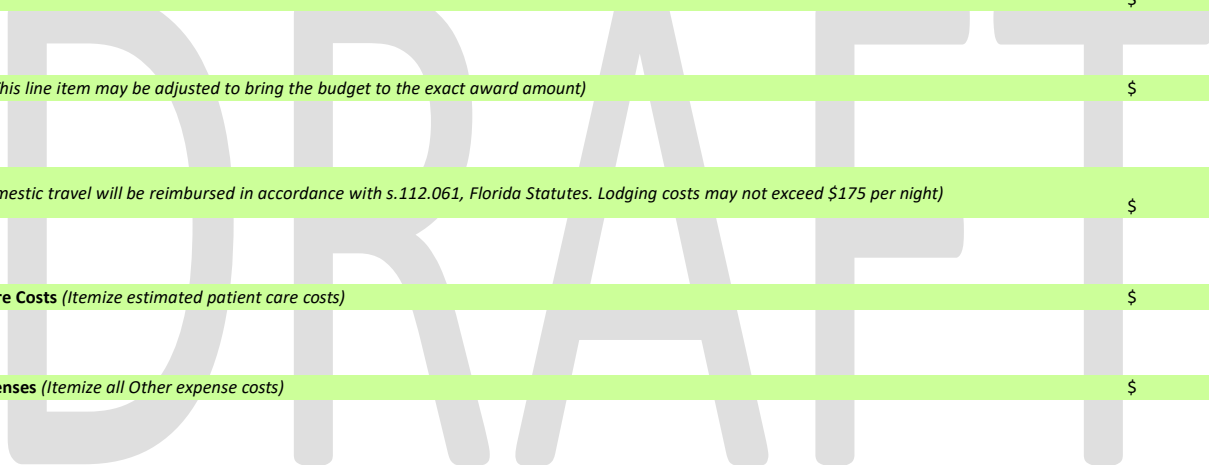 $
his line item may be adjusted to bring the budget to the exact award amount) $
mestic travel will be reimbursed in accordance with s.112.061, Florida Statutes. Lodging costs may not exceed $175 per night) $
re Costs (Itemize estimated patient care costs) $
enses (Itemize all Other expense costs) $
DRAFT